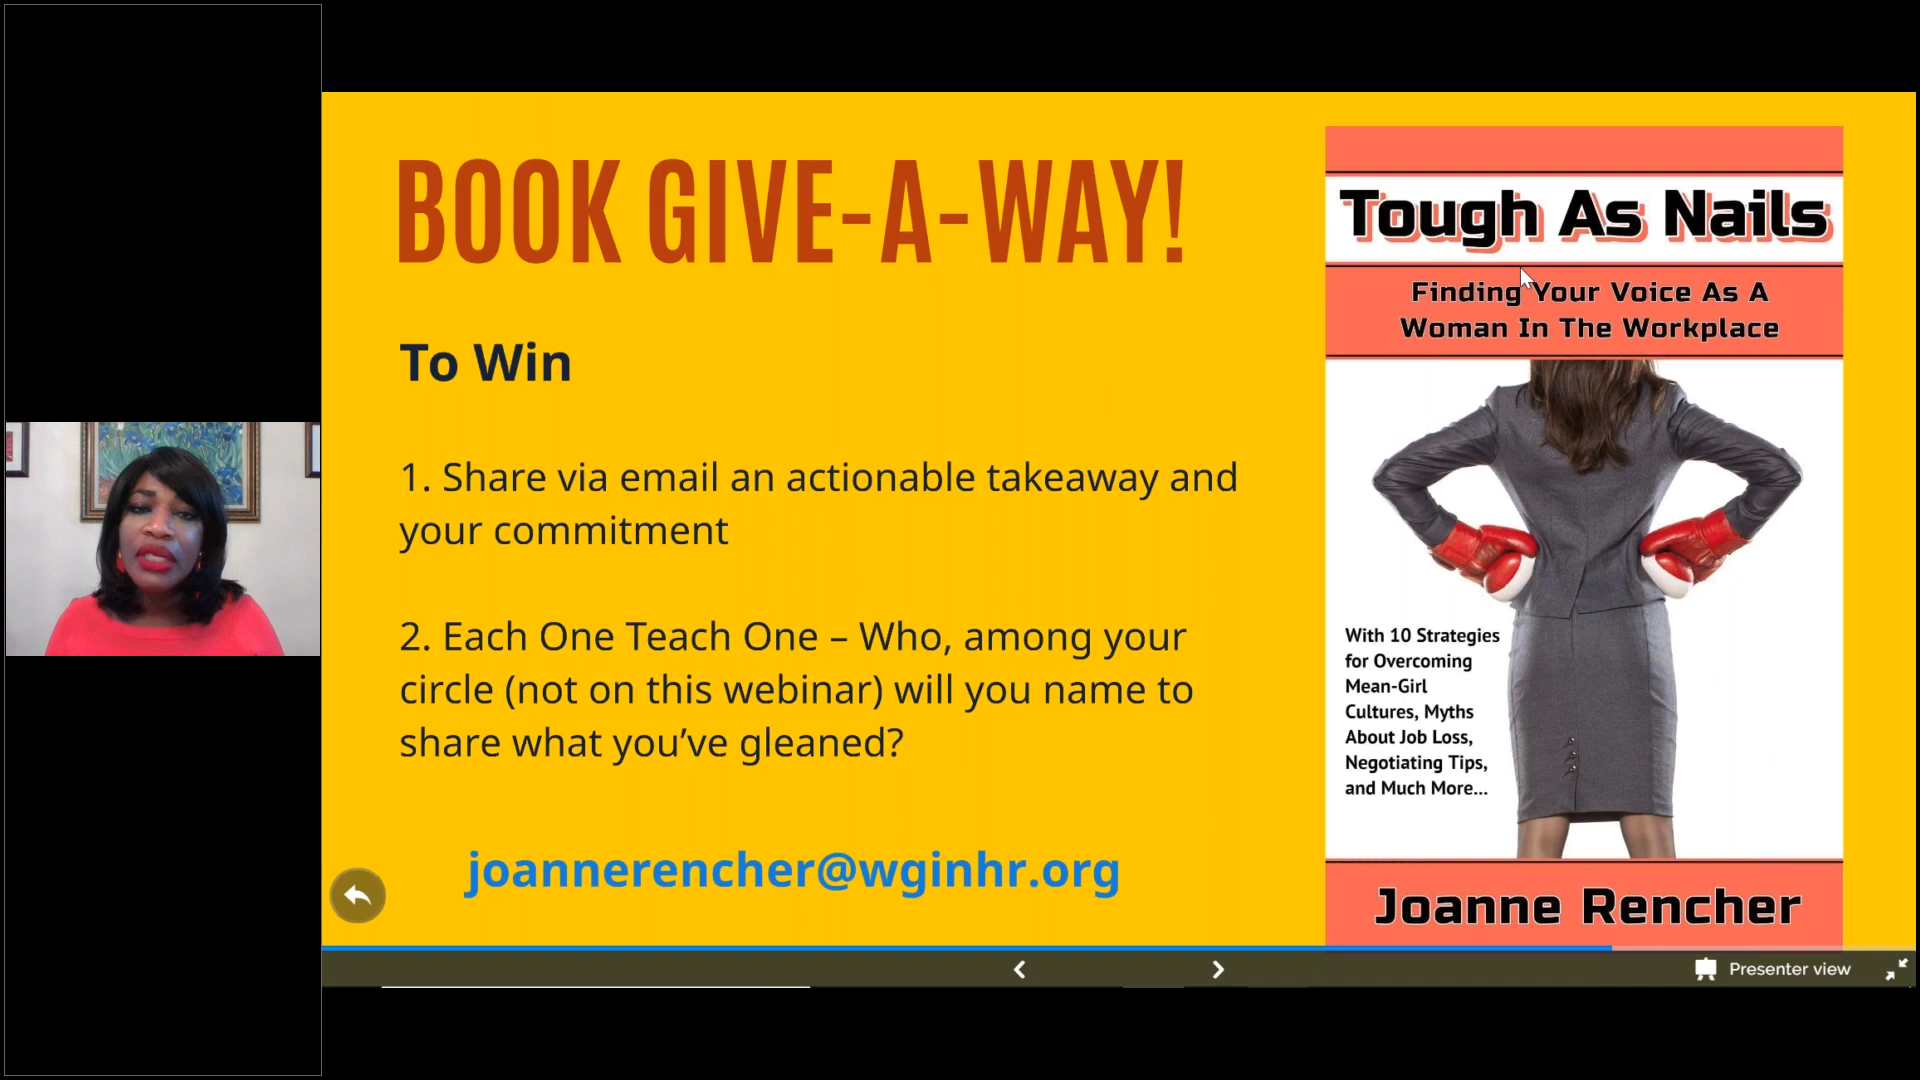 BOOK GIVE-A-WAY!
To Win
1. Share via email an actionable takeaway and
your commitment
2. Each One Teach One – Who, among your
circle (not on this webinar) will you name to
share what you’ve gleaned?
joannerencher@wginhr.org
Tough As Nails
Finding Your Voice As A
Woman In The Workplace
With 10 Strategies
for Overcoming
Mean-Girl
Cultures, Myths
About Job Loss,
Negotiating Tips,
and Much More...
Joanne Rencher
Presenter view